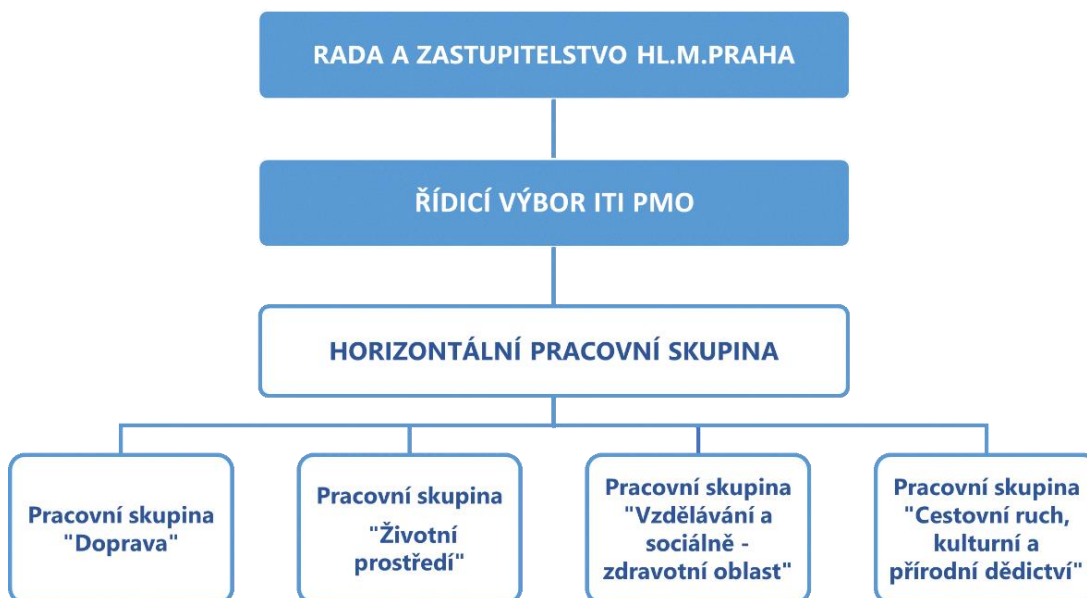 RADA A ZASTUPITELSTVO HL.M.PRAHA
ŘÍDICÍ VÝBOR ITI PMO
HORIZONTÁLNÍ PRACOVNÍ SKUPINA
Pracovní skupina
"Doprava"
Pracovní skupina
"Životní
prostředí"
Pracovní skupina
"Vzdělávání a
sociálně -
zdravotní oblast"
Pracovní skupina
"Cestovní ruch,
kulturní a
přírodní dědictví"